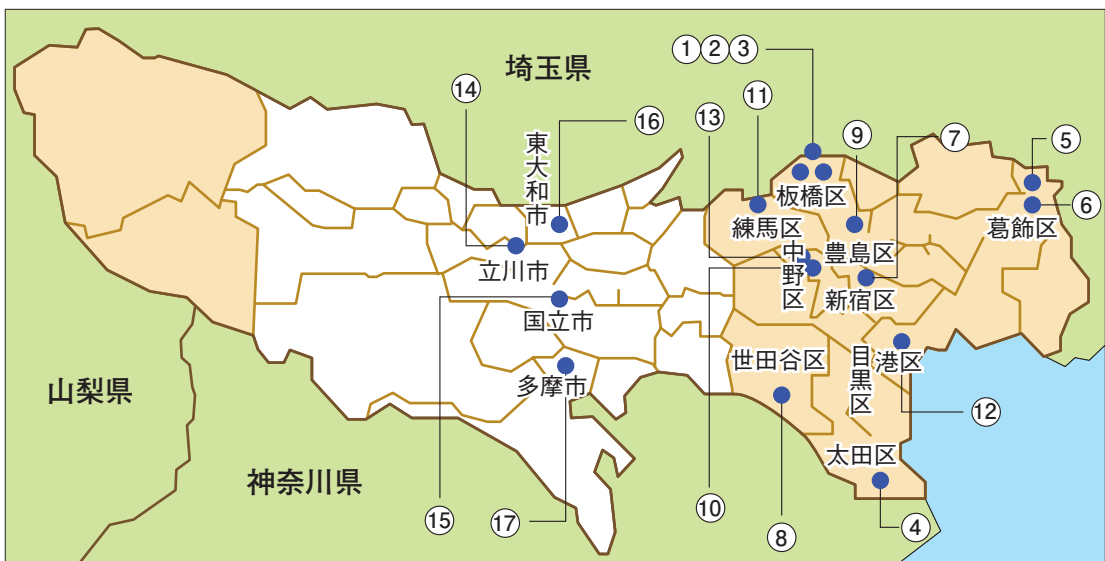 ①②③
埼玉県
⑭
⑪
⑯
⑬
⑨
⑦
⑤
東大和市
板橋区
⑥
練馬区
葛飾区
豊島区
中野区
立川市
新宿区
国立市
世田谷区
目黒区
港区
山梨県
多摩市
⑫
太田区
神奈川県
⑮
⑰
⑩
⑧
④